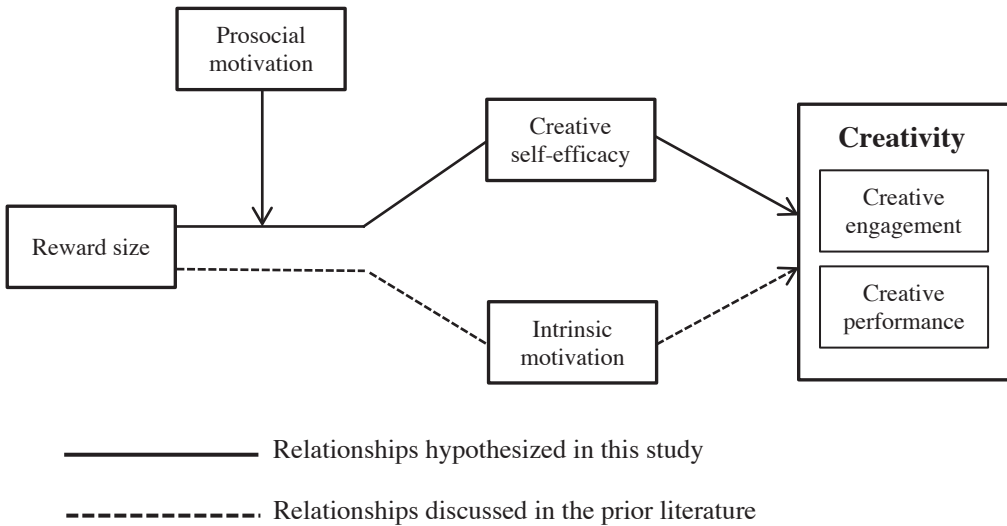 Prosocial
motivation
Creative
self-efficacy
Creativity
Creative
engagement
Reward size
Creative
performance
Intrinsic
motivation
Relationships hypothesized in this study
Relationships discussed in the prior literature